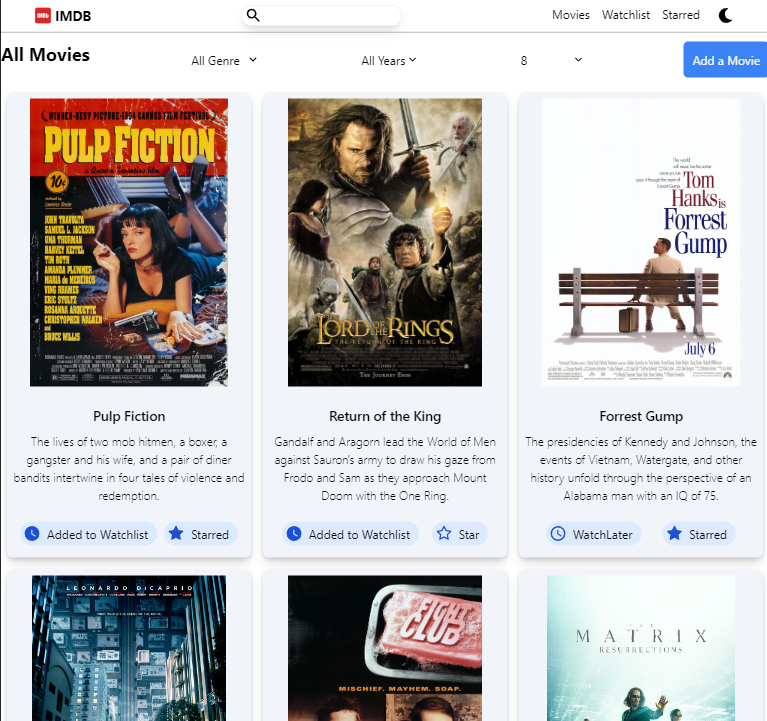 IMDb IMDB
Movies Watchlist Starred
All Movies
All Genre
All Years
8
Add a Movie
WINNER-BEST PICTURE-1994 CANNES FILM FESTIVAL
PULP FICTION
a Quentin Tarantino film
10¢
JOHN TRAVOLTA
SAMUEL L. JACKSON
UMA THURMAN
HARVEY KEITEL
TIM ROTH
AMANDA PLUMMER
MARIA de MEDEIROS
VING RHAMES
ERIC STOLTZ
ROSANNA ARQUETTE
CHRISTOPHER WALKEN
and
BRUCE WILLIS
MIRAMAX
THE LORD OF THE RINGS
THE RETURN OF THE KING
THE JOURNEY ENDS
The world
will never be the same
once you've
seen it through the eyes of
Forrest Gump
Tom
Hanks is
Forrest
Gump
July 6
Pulp Fiction
The lives of two mob hitmen, a boxer, a
gangster and his wife, and a pair of diner
bandits intertwine in four tales of violence and
redemption.
Added to Watchlist
Starred
Return of the King
Gandalf and Aragorn lead the World of Men
against Sauron's army to draw his gaze from
Frodo and Sam as they approach Mount
Doom with the One Ring.
Added to Watchlist
Star
Forrest Gump
The presidencies of Kennedy and Johnson, the
events of Vietnam, Watergate, and other
history unfold through the perspective of an
Alabama man with an IQ of 75.
WatchLater
Starred
LEONARDO DiCAPRIO
FIGHT
CLUB
MISCHIEF. MAYHEM. SOAP.
THE
MATRIX
RESURRECTIONS